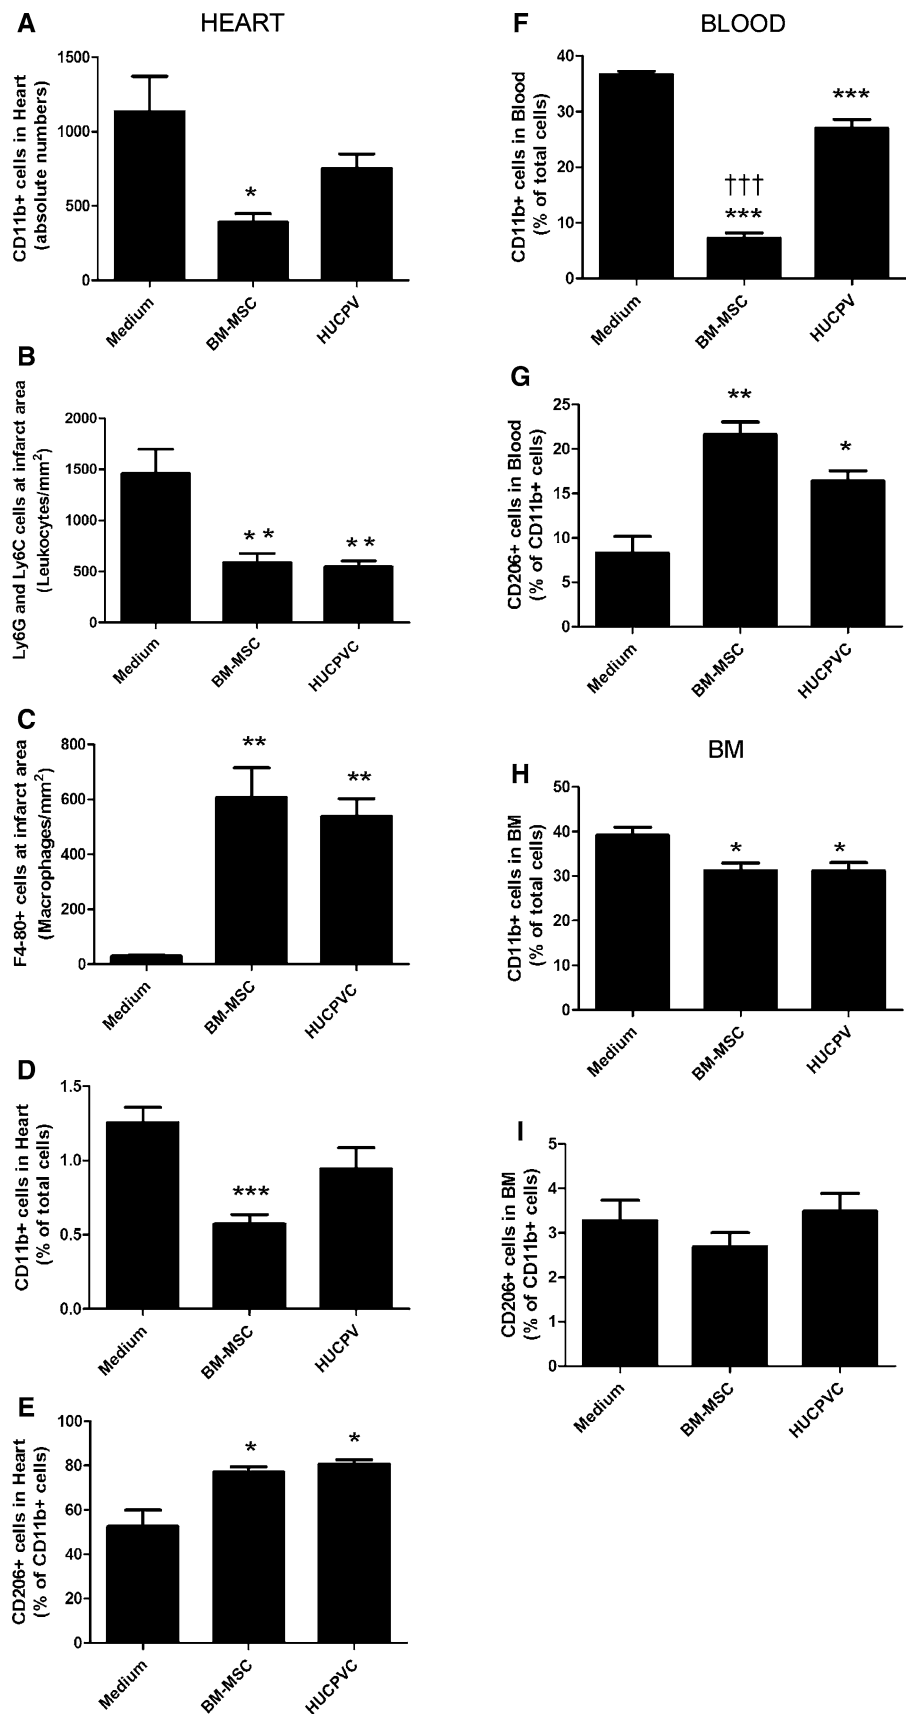 A
HEART
CD11b+ cells in Heart
(absolute numbers)
1500
1000
500
0
*
Medium
BM-MSC
HUCPV
B
Ly6G and Ly6C cells at infarct area
(Leukocytes/mm²)
2000
1500
1000
500
0
* *
* *
Medium
BM-MSC
HUCPVC
C
F4-80+ cells at infarct area
(Macrophages/mm²)
800
600
400
200
0
**
**
Medium
BM-MSC
HUCPVC
D
CD11b+ cells in Heart
(% of total cells)
1.5
1.0
0.5
0.0
***
Medium
BM-MSC
HUCPV
E
CD206+ cells in Heart
(% of CD11b+ cells)
100
80
60
40
20
0
*
*
Medium
BM-MSC
HUCPVC
F
BLOOD
CD11b+ cells in Blood
(% of total cells)
40
30
20
10
0
†††
***
***
Medium
BM-MSC
HUCPV
G
CD206+ cells in Blood
(% of CD11b+ cells)
25
20
15
10
5
0
**
*
Medium
BM-MSC
HUCPVC
BM
H
CD11b+ cells in BM
(% of total cells)
50
40
30
20
10
0
*
*
Medium
BM-MSC
HUCPV
I
CD206+ cells in BM
(% of CD11b+ cells)
5
4
3
2
1
0
Medium
BM-MSC
HUCPVC